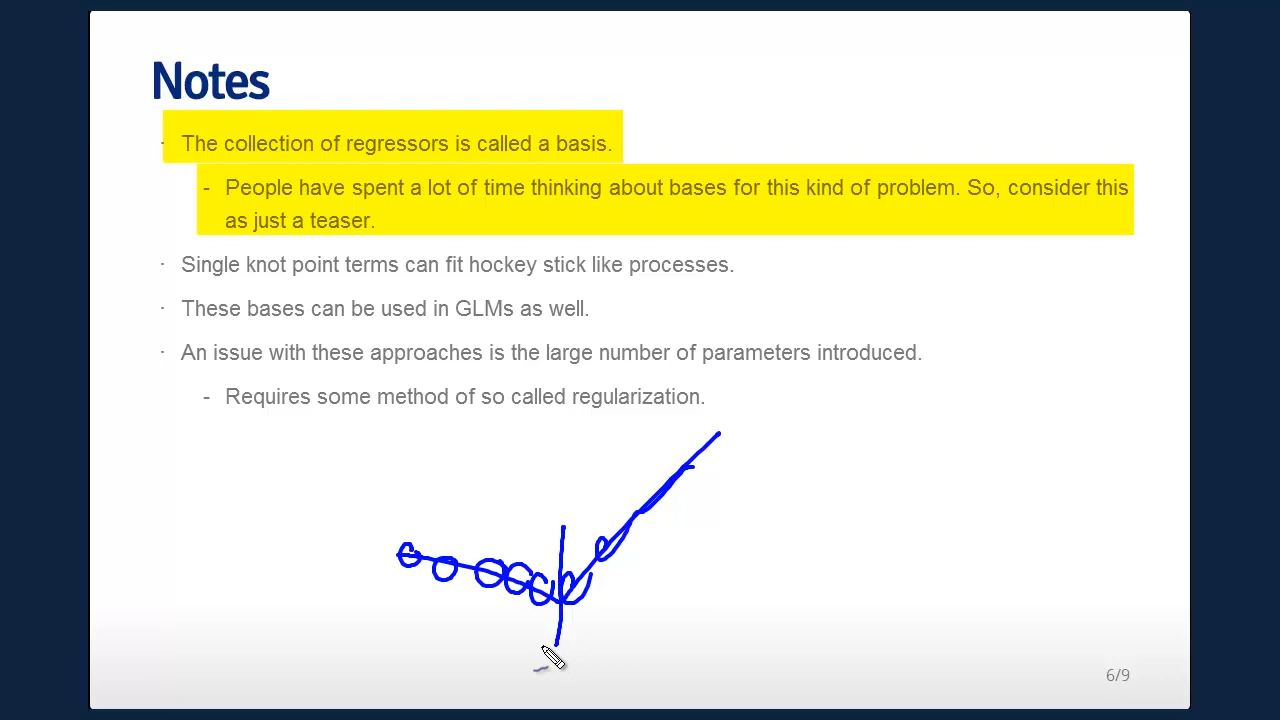 Notes
· The collection of regressors is called a basis.
- People have spent a lot of time thinking about bases for this kind of problem. So, consider this
as just a teaser.
· Single knot point terms can fit hockey stick like processes.
· These bases can be used in GLMs as well.
· An issue with these approaches is the large number of parameters introduced.
- Requires some method of so called regularization.
6/9